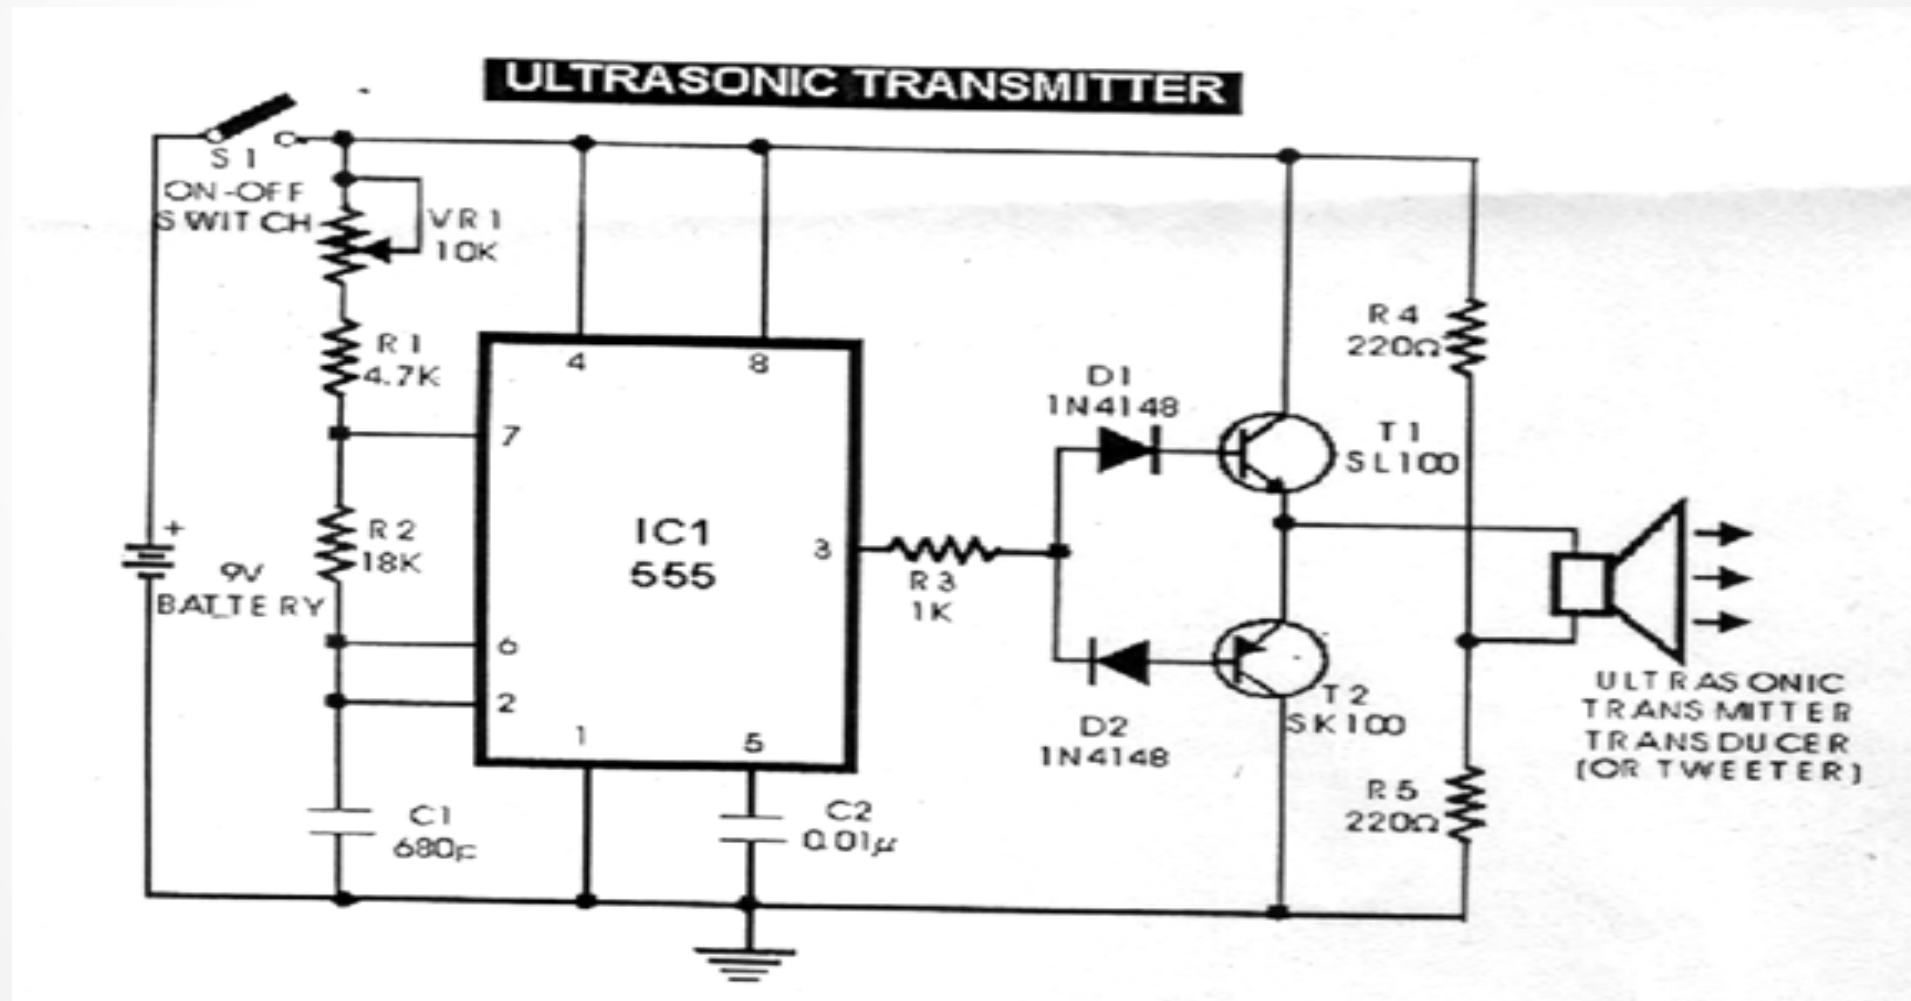 ULTRASONIC TRANSMITTER
S1
ON-OFF
SWITCH
VR1
10K
R1
4.7K
4
8
7
D1
1N4148
R4
220Ω
T1
SL100
+
9V
BATTERY
R2
18K
IC1
555
3
R3
1K
6
2
1
5
D2
1N4148
T2
SK100
ULTRASONIC
TRANSMITTER
TRANSDUCER
(OR TWEETER)
C1
680p
C2
0.01µ
R5
220Ω